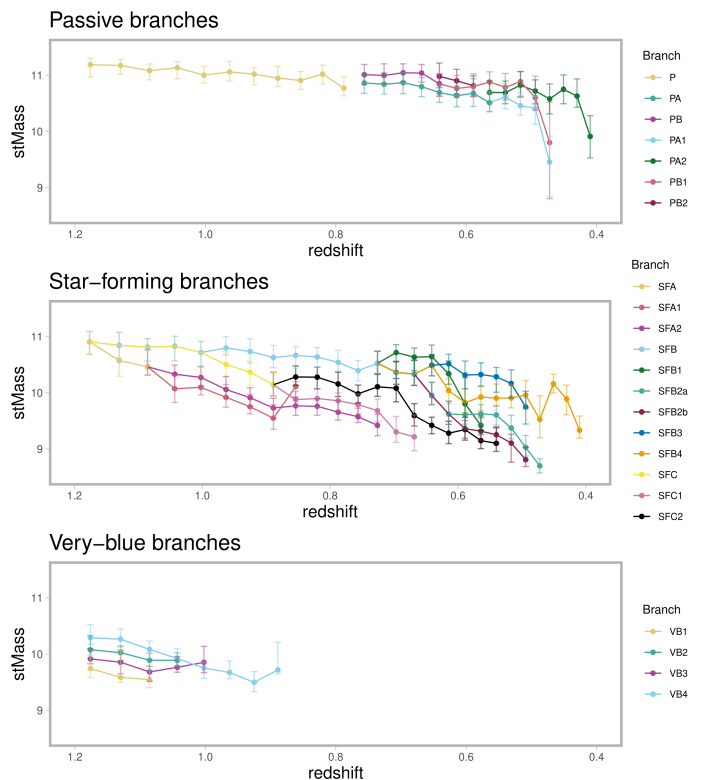 Passive branches
11
10
9
stMass
1.2
1.0
0.8
0.6
0.4
redshift
Branch
P
PA
PB
PA1
PA2
PB1
PB2
Star−forming branches
11
10
9
stMass
1.2
1.0
0.8
0.6
0.4
redshift
Branch
SFA
SFA1
SFA2
SFB
SFB1
SFB2a
SFB2b
SFB3
SFB4
SFC
SFC1
SFC2
Very−blue branches
11
10
9
stMass
1.2
1.0
0.8
0.6
0.4
redshift
Branch
VB1
VB2
VB3
VB4